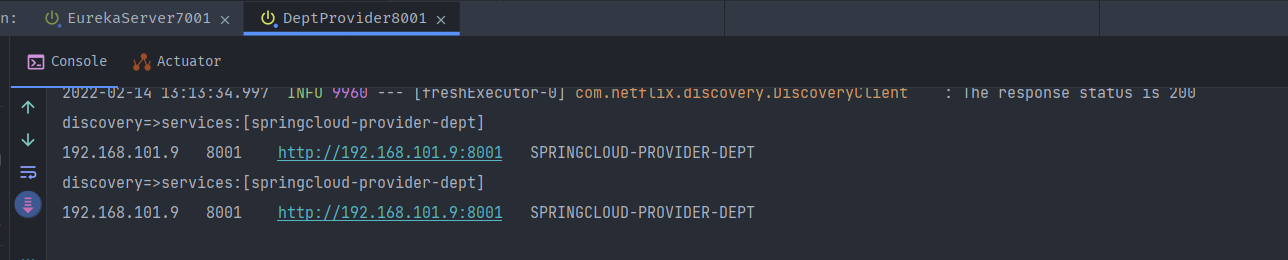 n: EurekaServer7001 × DeptProvider8001 ×
Console Actuator
2022-02-14 13:13:34.997 INFO 9960 --- [freshExecutor-0] com.netflix.discovery.DiscoveryClient : The response status is 200
discovery=>services:[springcloud-provider-dept]
192.168.101.9 8001 http://192.168.101.9:8001 SPRINGCLOUD-PROVIDER-DEPT
discovery=>services:[springcloud-provider-dept]
192.168.101.9 8001 http://192.168.101.9:8001 SPRINGCLOUD-PROVIDER-DEPT